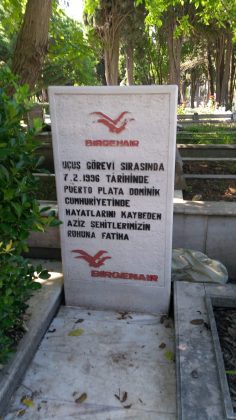 BIRGENAIR
UÇUŞ GÖREVİ SIRASINDA
7.2.1996 TARİHİNDE
PUERTO PLATA DOMİNİK
CUMHURİYETİNDE
HAYATLARINI KAYBEDEN
AZİZ ŞEHİTLERİMİZİN
RUHUNA FATİHA
BIRGENAIR